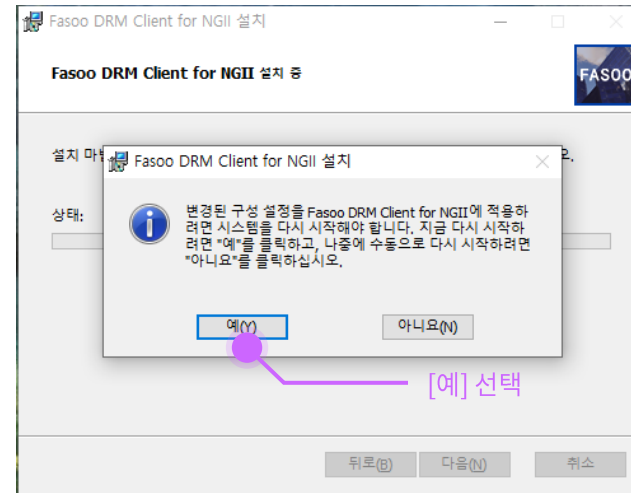 Fasoo DRM Client for NGII 설치
Fasoo DRM Client for NGII 설치 중
FASOO
설치 마
오.
Fasoo DRM Client for NGII 설치
상태:
변경된 구성 설정을 Fasoo DRM Client for NGII에 적용하
려면 시스템을 다시 시작해야 합니다. 지금 다시 시작하
려면 "예"를 클릭하고, 나중에 수동으로 다시 시작하려면
"아니요"를 클릭하십시오.
예(Y)
아니요(N)
[예] 선택
뒤로(B)
다음(N)
취소